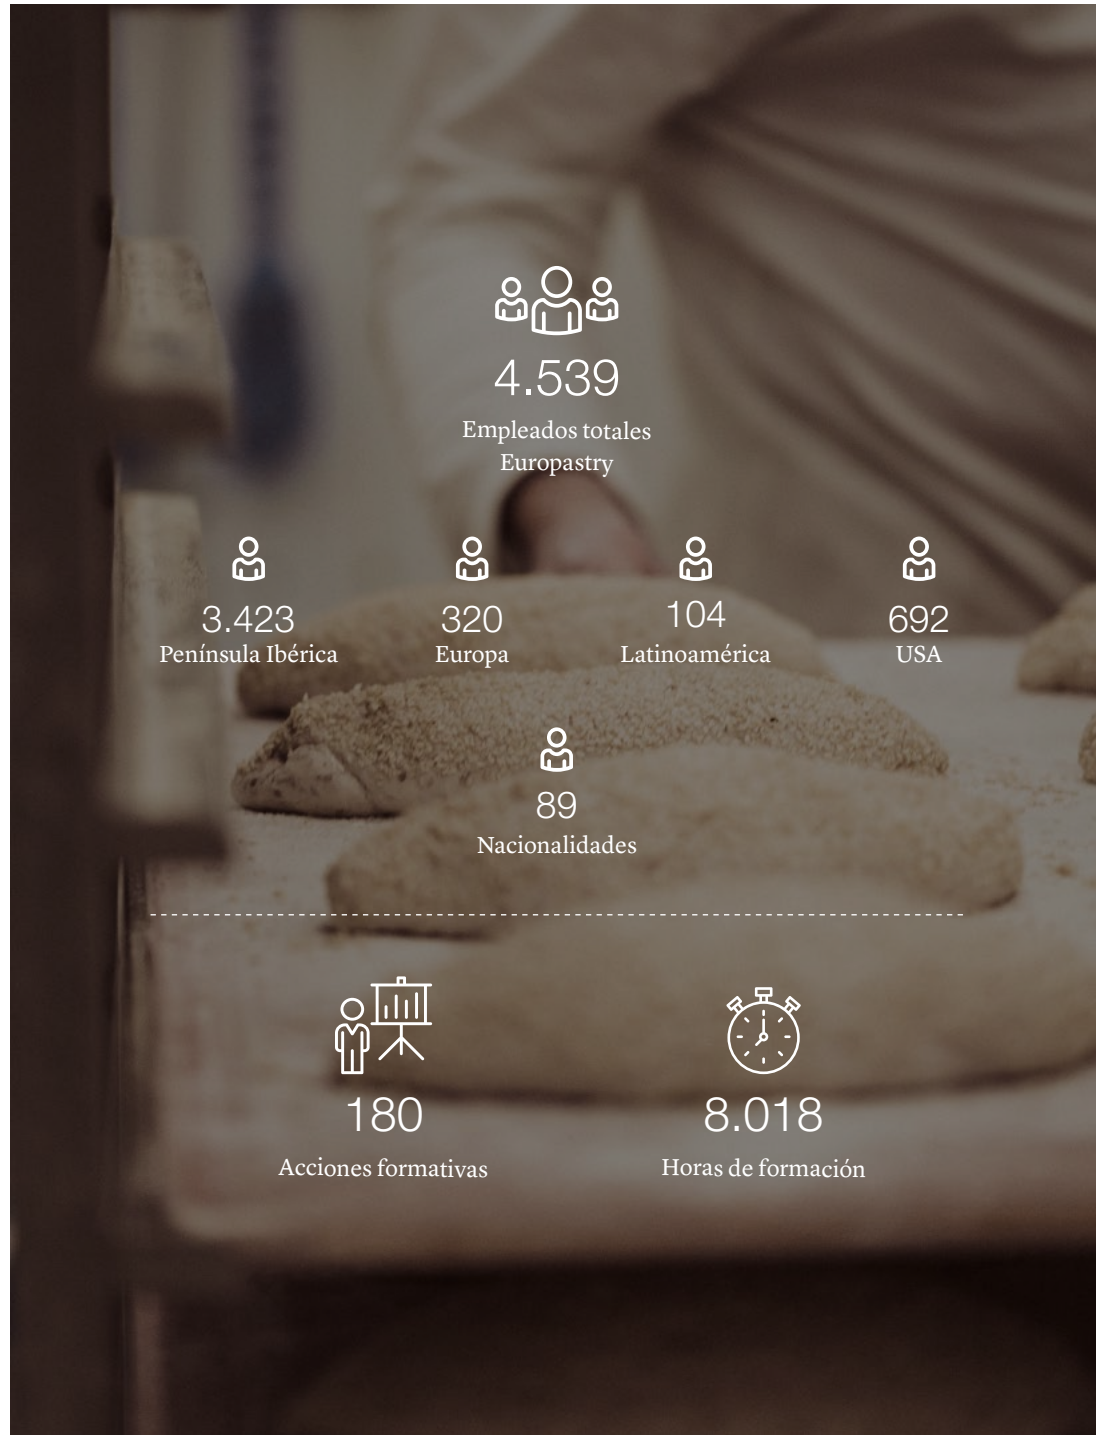 4.539
Empleados totales
Europastry
3.423
Península Ibérica
320
Europa
104
Latinoamérica
692
USA
89
Nacionalidades
180
Acciones formativas
8.018
Horas de formación